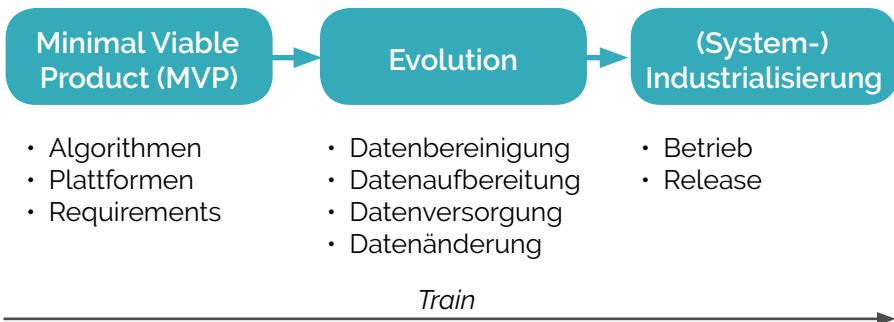 Minimal Viable
Product (MVP)
Evolution
(System-)
Industrialisierung
• Algorithmen
• Plattformen
• Requirements
• Datenbereinigung
• Datenaufbereitung
• Datenversorgung
• Datenänderung
• Betrieb
• Release
Train